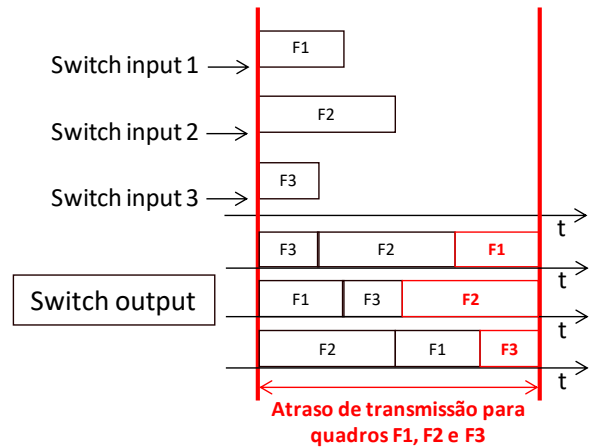 F1
Switch input 1
F2
Switch input 2
F3
Switch input 3
t
F3 F2 F1
t
Switch output
F1 F3 F2
t
F2 F1 F3
t
Atraso de transmissão para
quadros F1, F2 e F3